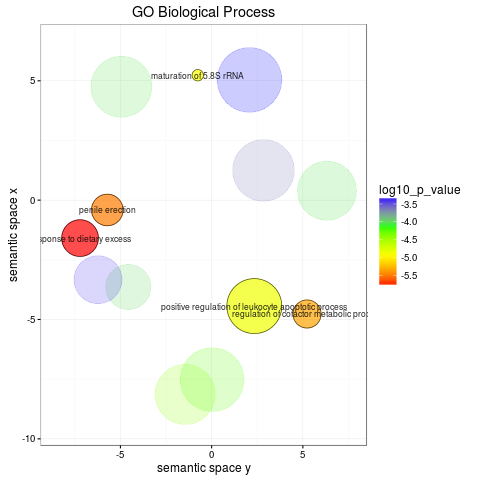 GO Biological Process
maturation of 5.8S rRNA
penile erection
sponse to dietary excess
positive regulation of leukocyte apoptotic process
regulation of cofactor metabolic pro
semantic space x
5
0
-5
-10
-5
0
5
semantic space y
log10_p_value
-3.5
-4.0
-4.5
-5.0
-5.5